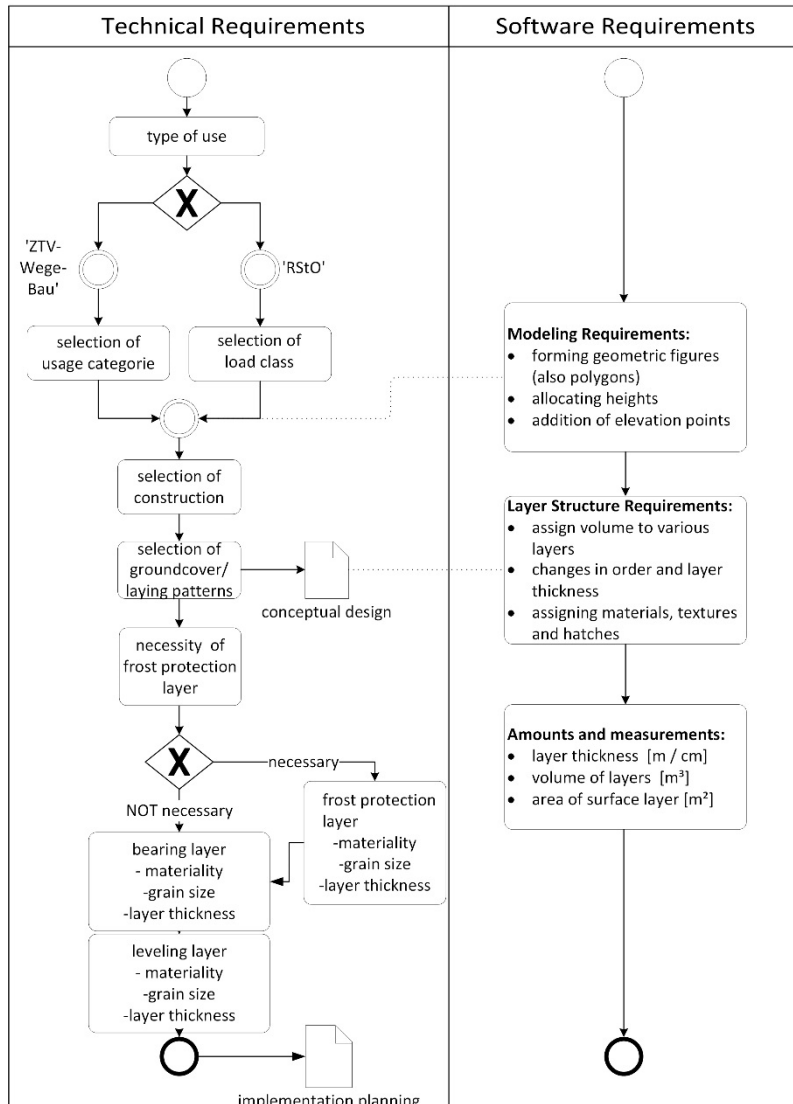 Technical Requirements
Software Requirements
type of use
X
'ZTV-
Wege-
Bau'
'RStO'
selection of
usage categorie
selection of
load class
selection of
construction
selection of
groundcover/
laying patterns
conceptual design
necessity of
frost protection
layer
X
necessary
NOT necessary
frost protection
layer
-materiality
-grain size
-layer thickness
bearing layer
- materiality
-grain size
-layer thickness
leveling layer
- materiality
-grain size
-layer thickness
implementation planning
Modeling Requirements:
• forming geometric figures
(also polygons)
• allocating heights
• addition of elevation points
Layer Structure Requirements:
• assign volume to various
layers
• changes in order and layer
thickness
• assigning materials, textures
and hatches
Amounts and measurements:
• layer thickness [m / cm]
• volume of layers [m³]
• area of surface layer [m²]